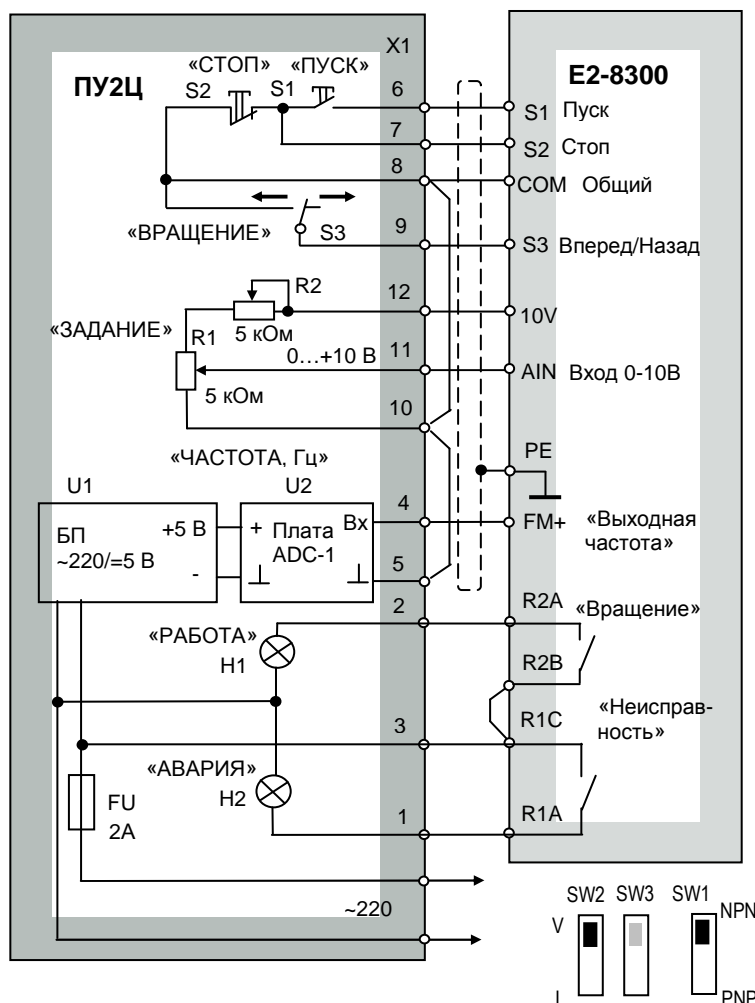 X1
ПУ2Ц
E2-8300
«СТОП» «ПУСК»
S2 S1
6
S1 Пуск
7
S2 Стоп
8
COM Общий
«ВРАЩЕНИЕ» S3
9
S3 Вперед/Назад
R2
12
10V
5 кОм
«ЗАДАНИЕ»
R1
0…+10 В
11
AIN Вход 0-10В
5 кОм
10
PE
«ЧАСТОТА, Гц»
U1 U2
4
FM+ «Выходная
частота»
БП
~220/=5 В
+5 В
-
+ Плата
ADC-1
Вх
5
2
R2A
«Вращение»
«РАБОТА»
H1
R2B
R1C
«Неисправ-
ность»
3
«АВАРИЯ»
H2
FU
2А
1
R1A
~220
SW2 SW3 SW1
V
NPN
I
PNP